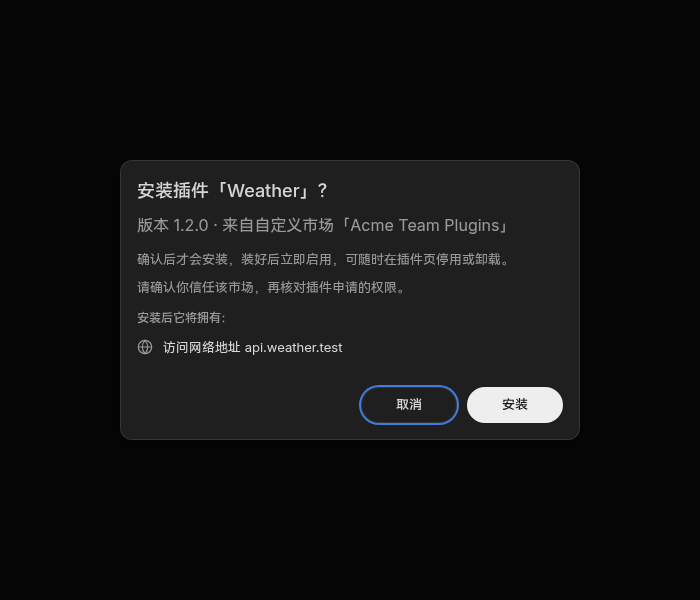 安装插件「Weather」?
版本 1.2.0 · 来自自定义市场「Acme Team Plugins」
确认后才会安装，装好后立即启用，可随时在插件页停用或卸载。
请确认你信任该市场，再核对插件申请的权限。
安装后它将拥有:
访问网络地址 api.weather.test
取消
安装